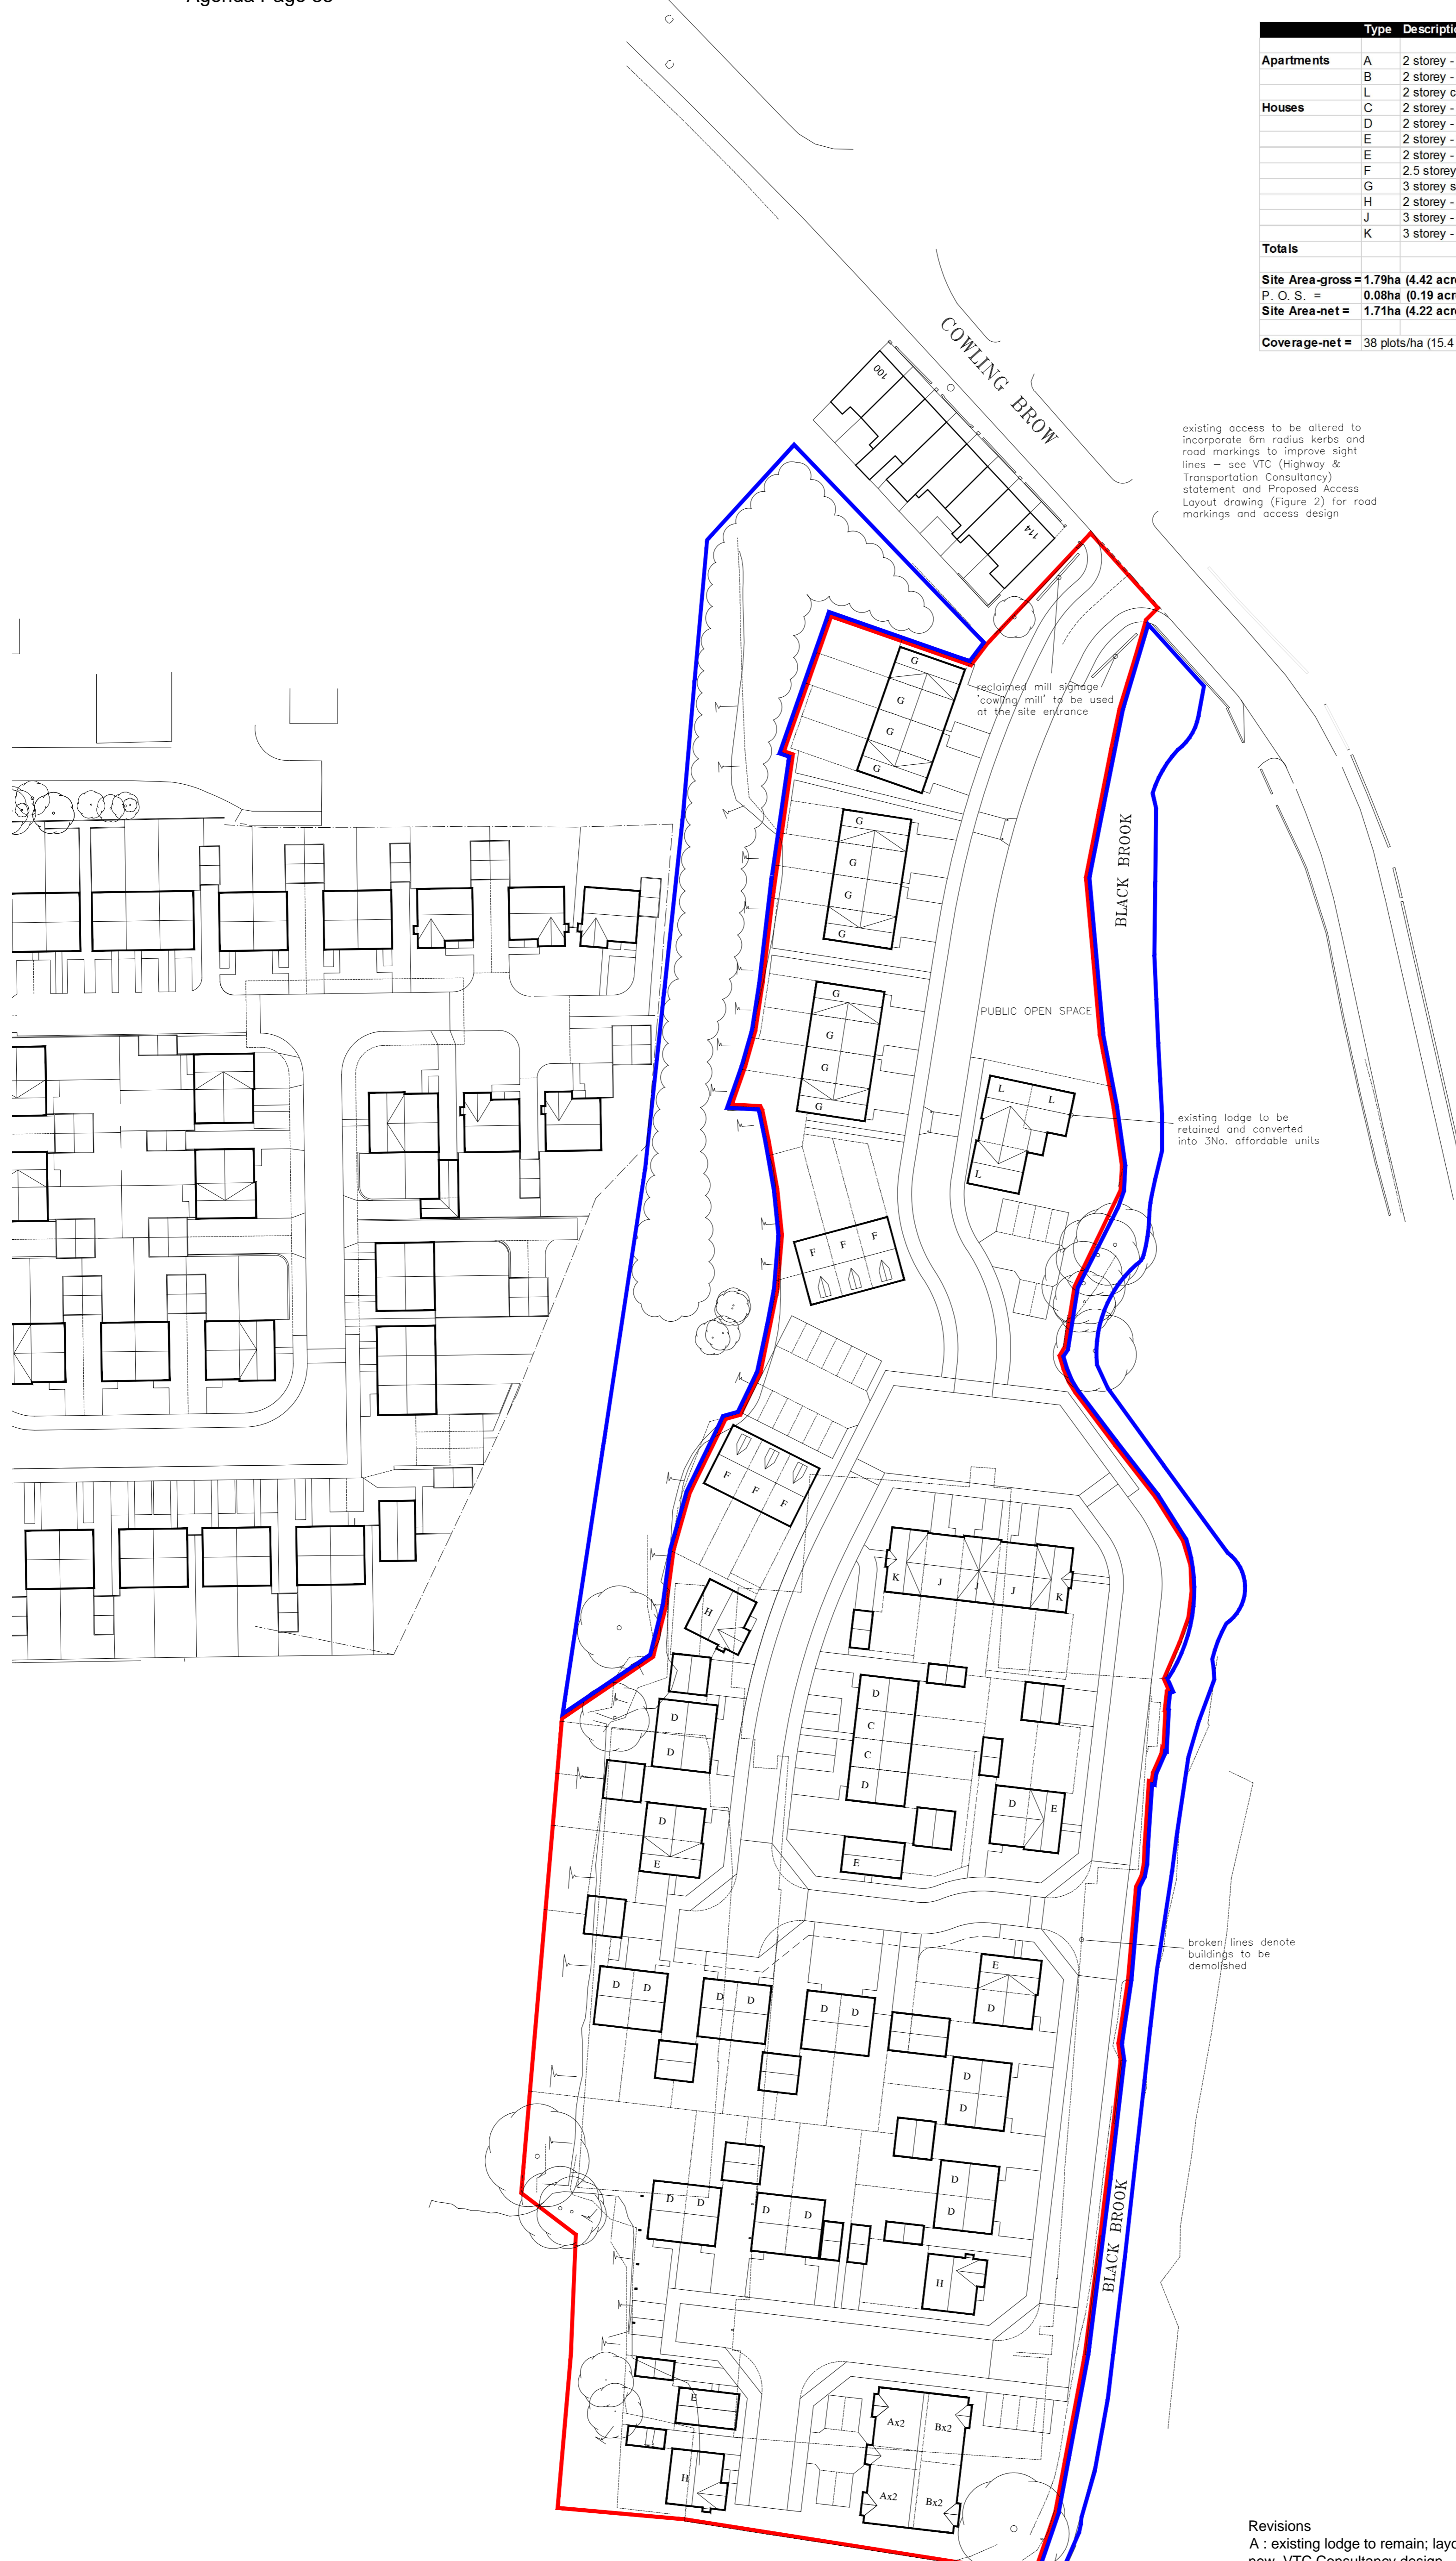 Type Descripti
Apartments A 2 storey -
B 2 storey -
L 2 storey c
Houses C 2 storey -
D 2 storey -
E 2 storey -
E 2 storey -
F 2.5 storey
G 3 storey s
H 2 storey -
J 3 storey -
K 3 storey -
Totals
Site Area-gross = 1.79ha (4.42 acr
P. O. S. = 0.08ha (0.19 acr
Site Area-net = 1.71ha (4.22 acr
Coverage-net = 38 plots/ha (15.4
COWLING BROW
100
114
existing access to be altered to
incorporate 6m radius kerbs and
road markings to improve sight
lines – see VTC (Highway &
Transportation Consultancy)
statement and Proposed Access
Layout drawing (Figure 2) for road
markings and access design
G
reclaimed mill signage
'cowling mill' to be used
at the site entrance
G
G
G
G
G
G
G
BLACK BROOK
G
G
G
G
PUBLIC OPEN SPACE
L L
L
existing lodge to be
retained and converted
into 3No. affordable units
F F F
F F F
K J J J K
H
D
D
D
C
C
D
D
E
D E
E
broken lines denote
buildings to be
demolished
E
D
D D
D D
D D
D
D
D
D
D D
D D
H
BLACK BROOK
E
H
Ax2 Bx2
Ax2 Bx2
Revisions
A : existing lodge to remain; layo